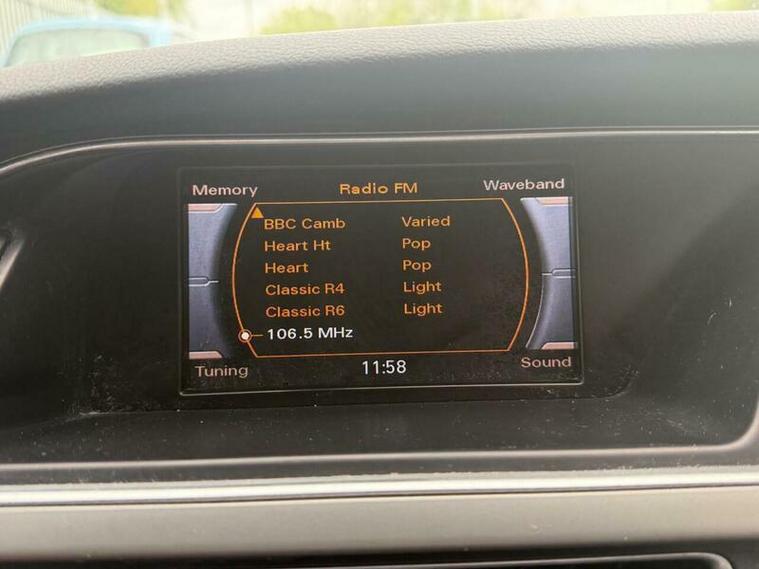 Memory Radio FM Waveband
BBC Camb Varied
Heart Ht Pop
Heart Pop
Classic R4 Light
Classic R6 Light
106.5 MHz
Tuning 11:58 Sound